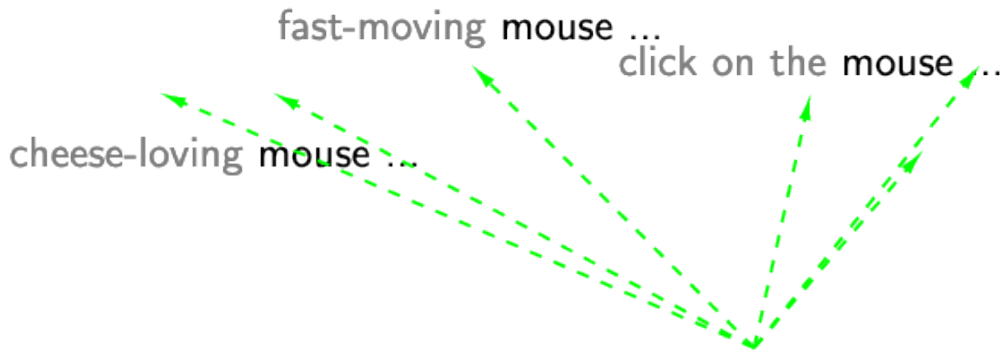 fast-moving mouse ...
click on the mouse ...
cheese-loving mouse ...